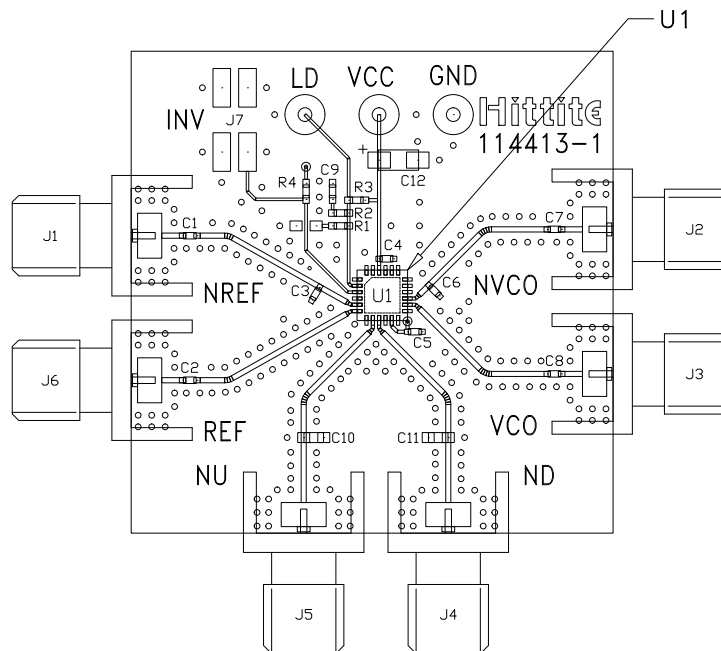 U1
LD VCC GND
Hittite
INV J7
114413-1
+
R4 C9 R3 C12
R2
R1
J1 C1 C7 J2
C4
NREF C3 U1 C6 NVCO
C5
J6 C2 C8 J3
REF VCO
C10 C11
NU ND
J5 J4